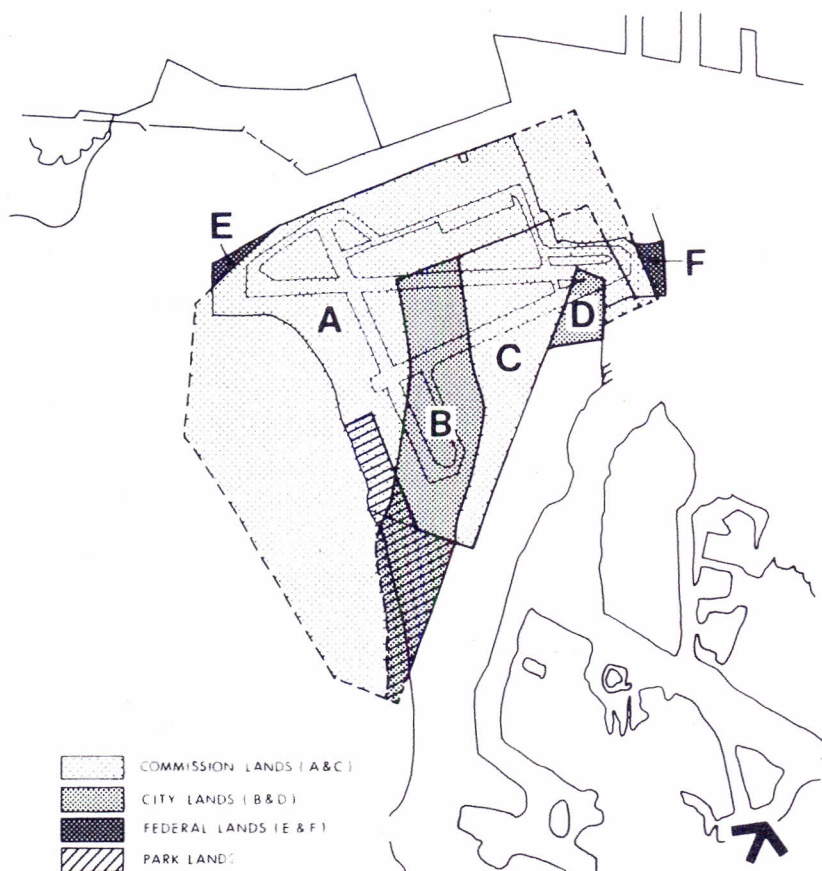 E
F
A
D
C
B
COMMISSION LANDS (A&C)
CITY LANDS (B&D)
FEDERAL LANDS (E&F)
PARK LANDS